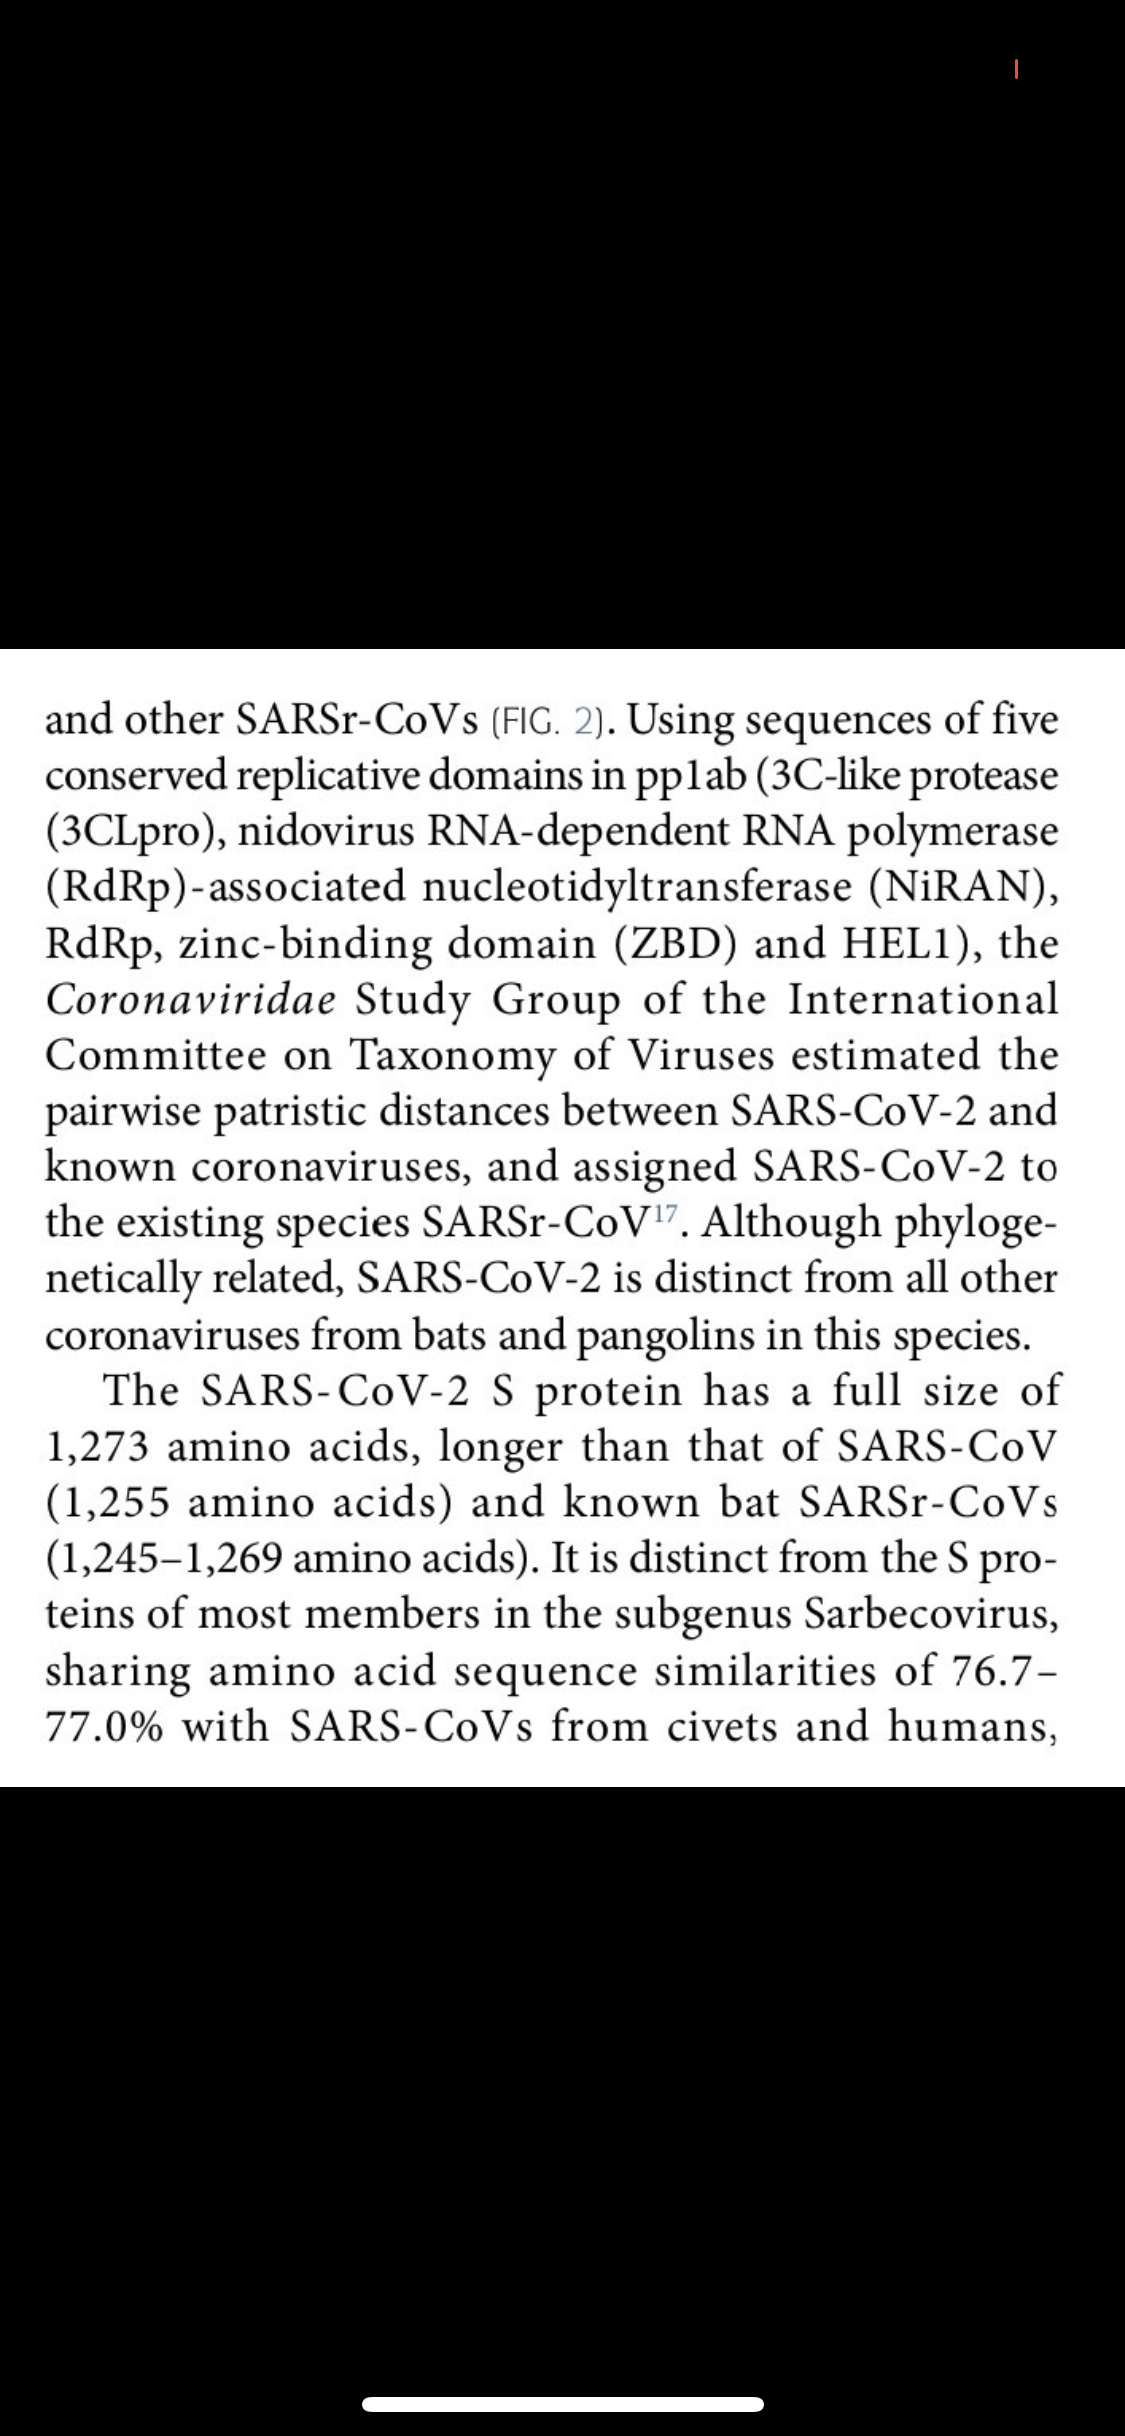 and other SARSr-CoVs (FIG. 2). Using sequences of five
conserved replicative domains in pp1ab (3C-like protease
(3CLpro), nidovirus RNA-dependent RNA polymerase
(RdRp)-associated nucleotidyltransferase (NiRAN),
RdRp, zinc-binding domain (ZBD) and HEL1), the
Coronaviridae Study Group of the International
Committee on Taxonomy of Viruses estimated the
pairwise patristic distances between SARS-CoV-2 and
known coronaviruses, and assigned SARS-CoV-2 to
the existing species SARSr-CoV¹⁷. Although phyloge-
netically related, SARS-CoV-2 is distinct from all other
coronaviruses from bats and pangolins in this species.
The SARS-CoV-2 S protein has a full size of
1,273 amino acids, longer than that of SARS-CoV
(1,255 amino acids) and known bat SARSr-CoVs
(1,245–1,269 amino acids). It is distinct from the S pro-
teins of most members in the subgenus Sarbecovirus,
sharing amino acid sequence similarities of 76.7–
77.0% with SARS-CoVs from civets and humans,